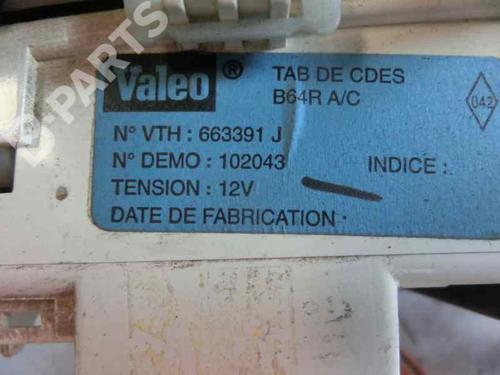 Valeo ® TAB DE CDES
B64R A/C
042
N° VTH : 663391 J
N° DEMO : 102043 INDICE :
TENSION : 12V
DATE DE FABRICATION :
D-PARTS